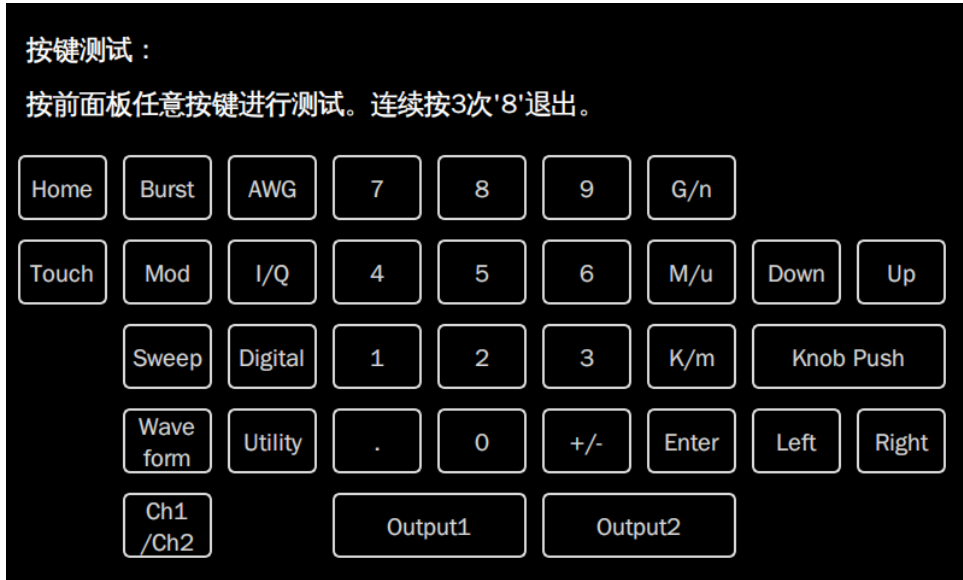 按键测试：
按前面板任意按键进行测试。连续按3次'8'退出。
Home Burst AWG 7 8 9 G/n
Touch Mod I/Q 4 5 6 M/u Down Up
Sweep Digital 1 2 3 K/m Knob Push
Wave
form Utility . 0 +/- Enter Left Right
Ch1
/Ch2 Output1 Output2